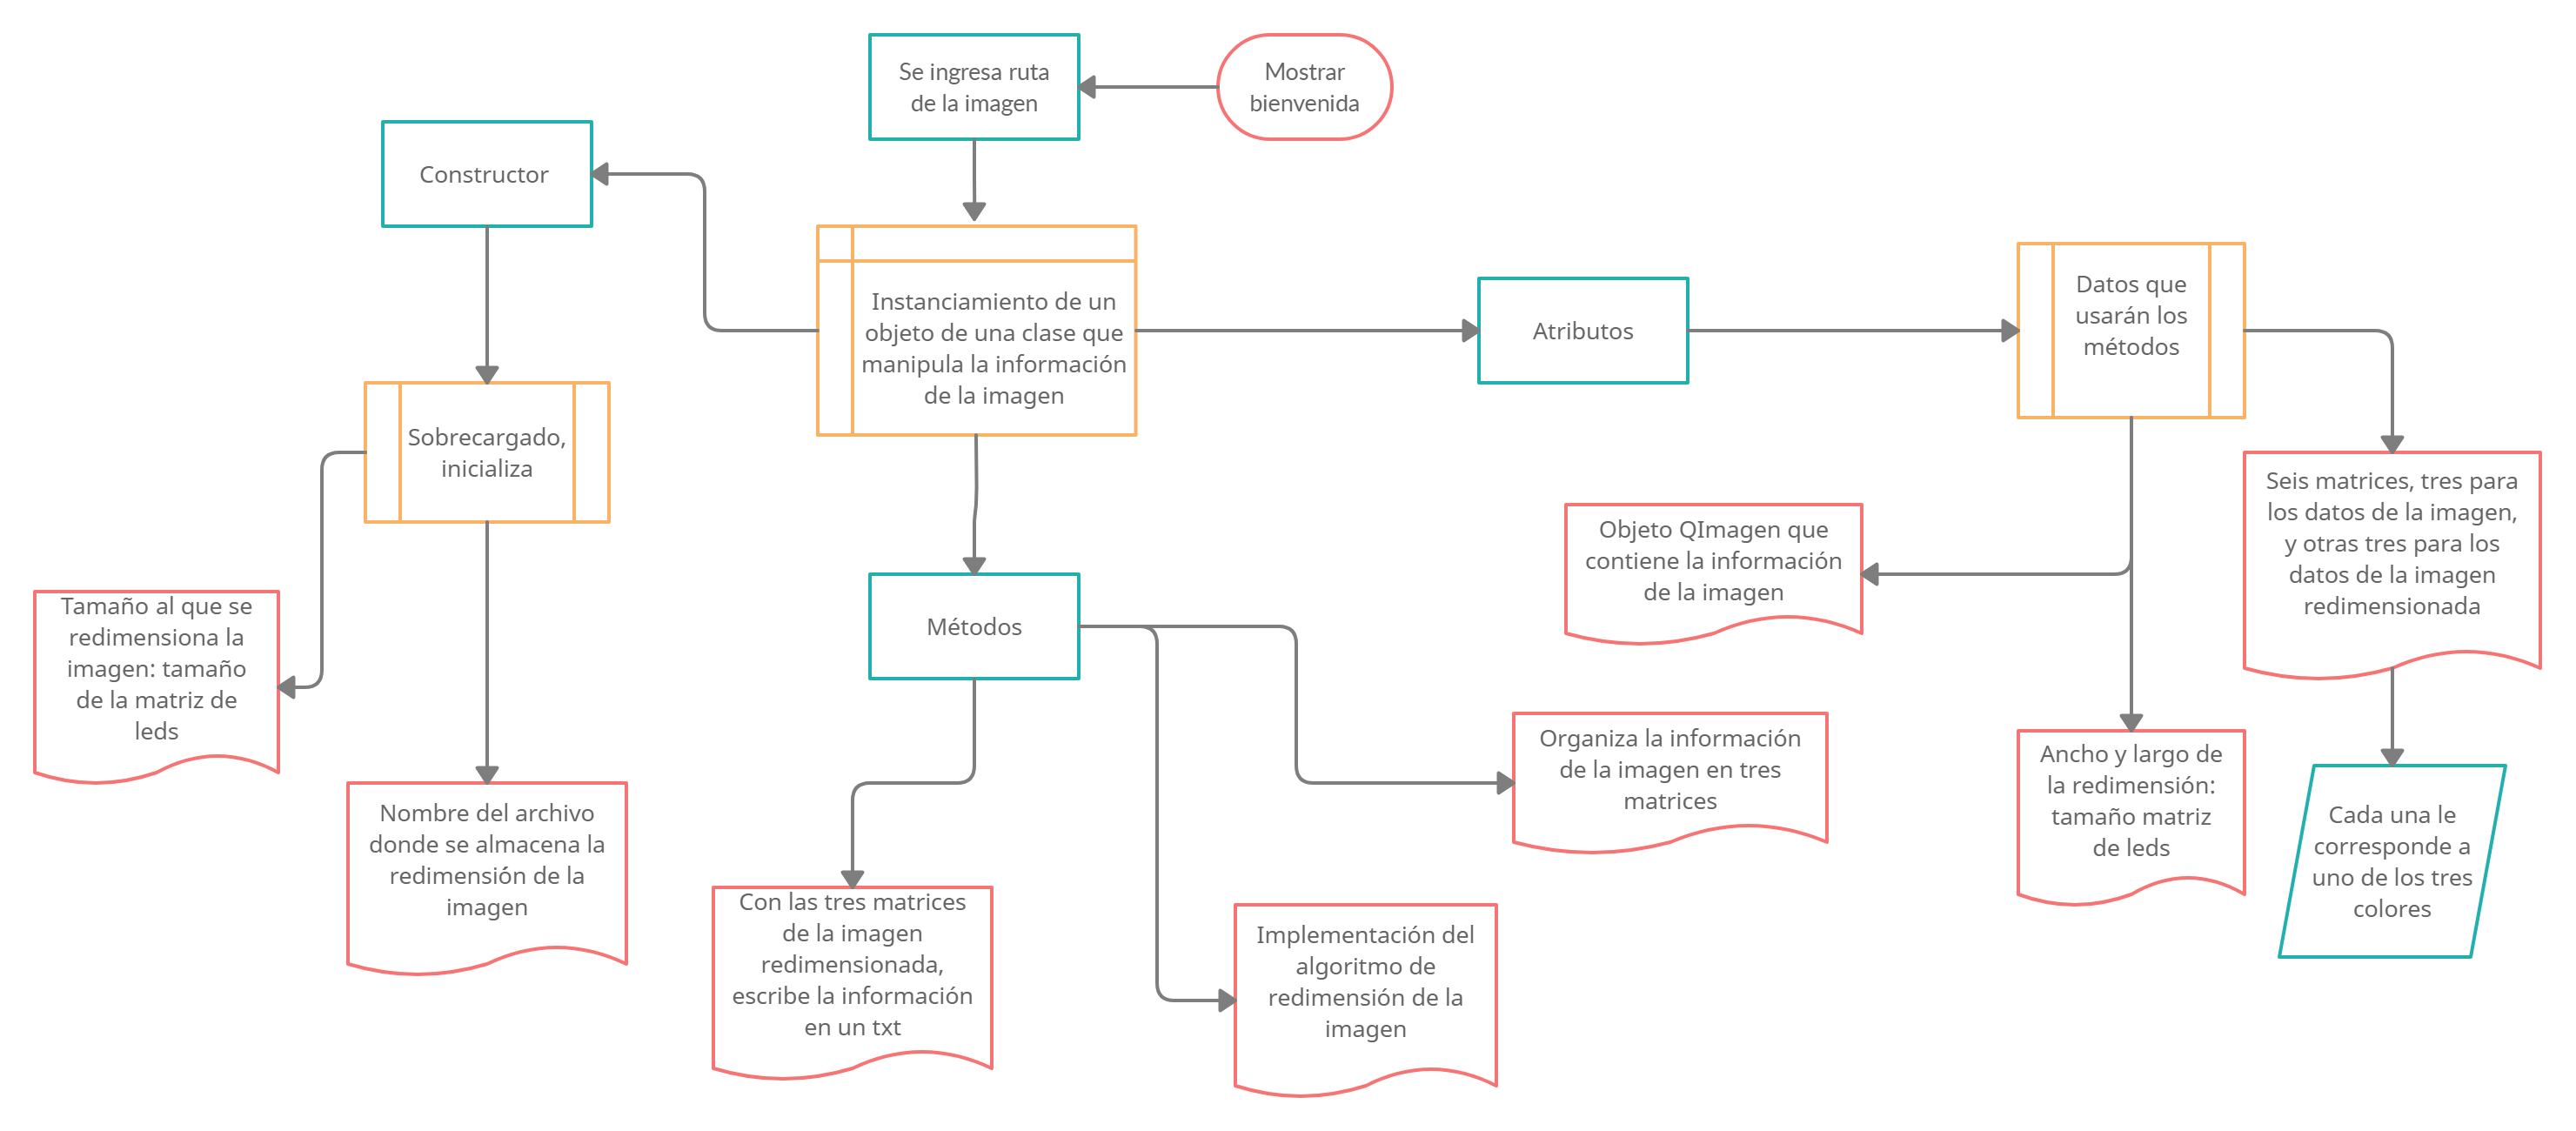 Se ingresa ruta
de la imagen
Mostrar
bienvenida
Constructor
Instanciamiento de un
objeto de una clase que
manipula la información
de la imagen
Atributos
Datos que
usarán los
métodos
Sobrecargado,
inicializa
Seis matrices, tres para
los datos de la imagen,
y otras tres para los
datos de la imagen
redimensionada
Objeto QImagen que
contiene la información
de la imagen
Tamaño al que se
redimensiona la
imagen: tamaño
de la matriz de
leds
Métodos
Organiza la información
de la imagen en tres
matrices
Ancho y largo de
la redimensión:
tamaño matriz
de leds
Cada una le
corresponde a
uno de los tres
colores
Nombre del archivo
donde se almacena la
redimensión de la
imagen
Con las tres matrices
de la imagen
redimensionada,
escribe la información
en un txt
Implementación del
algoritmo de
redimensión de la
imagen